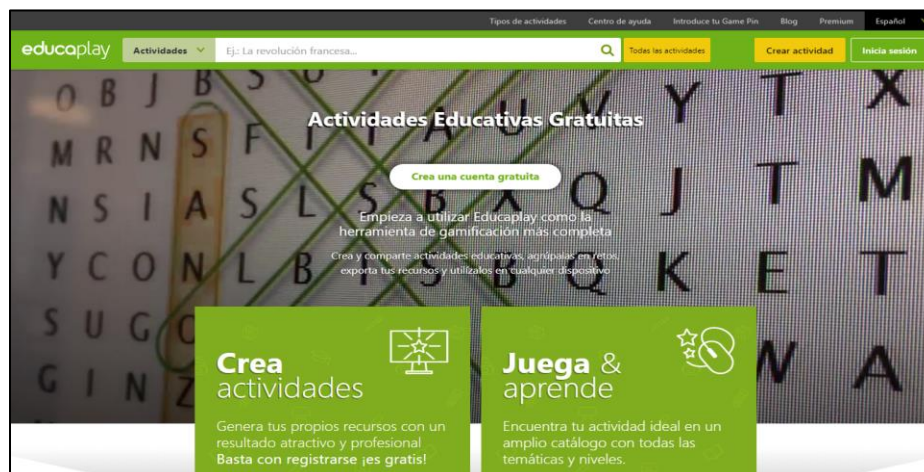 Tipos de actividades Centro de ayuda Introduce tu Game Pin Blog Premium Español
educaplay Actividades Ej.: La revolución francesa... Todas las actividades Crear actividad Inicia sesión
Actividades Educativas Gratuitas
Crea una cuenta gratuita
Empieza a utilizar Educaplay como la
herramienta de gamificación más completa
Crea y comparte actividades educativas, agrúpalas en retos,
exporta tus recursos y utilízalos en cualquier dispositivo
Crea
actividades
Genera tus propios recursos con un
resultado atractivo y profesional
Basta con registrarse ¡es gratis!
Juega &
aprende
Encuentra tu actividad ideal en un
amplio catálogo con todas las
temáticas y niveles.